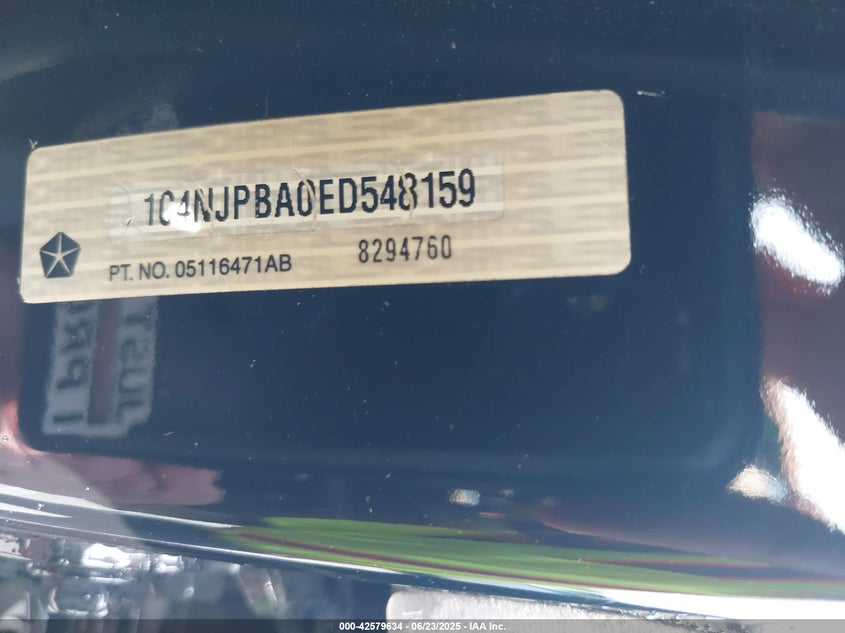 1C4NJPBA0ED548159
PT. NO. 05116471AB 8294760
000-42579634 - 06/23/2025 - IAA Inc.